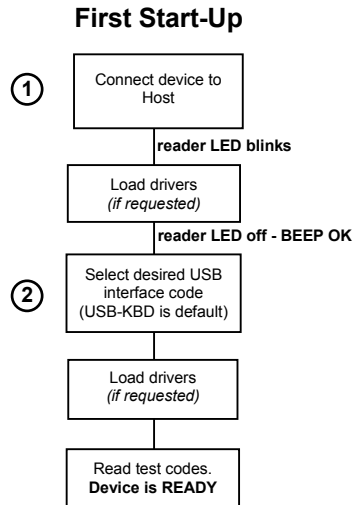 First Start-Up
1
Connect device to
Host
reader LED blinks
Load drivers
(if requested)
reader LED off - BEEP OK
2
Select desired USB
interface code
(USB-KBD is default)
Load drivers
(if requested)
Read test codes.
Device is READY